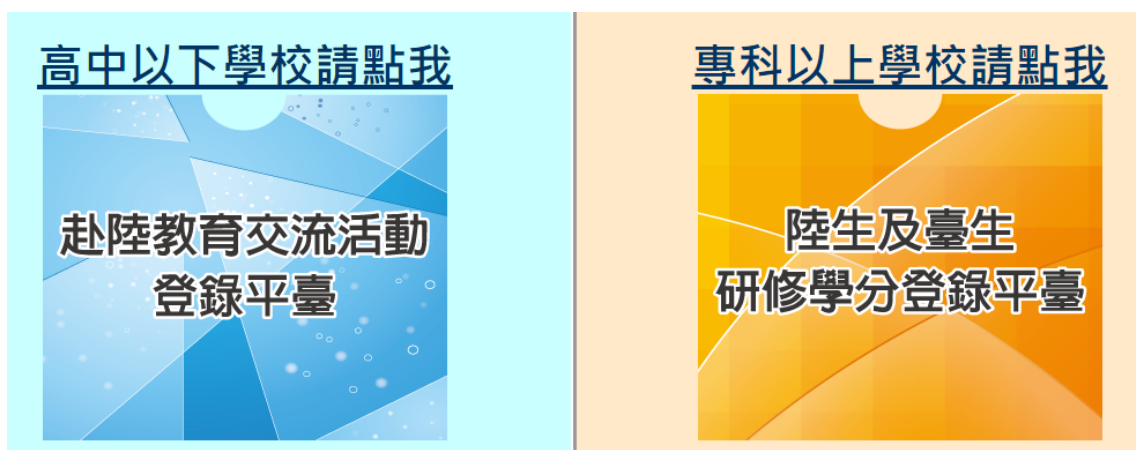 高中以下學校請點我
赴陸教育交流活動
登錄平臺
專科以上學校請點我
陸生及臺生
研修學分登錄平臺